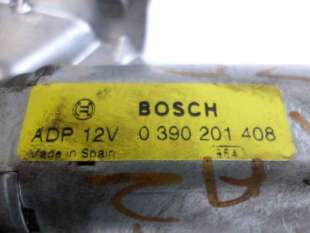 BOSCH
ADP 12V 0 390 201 408
Made in Spain